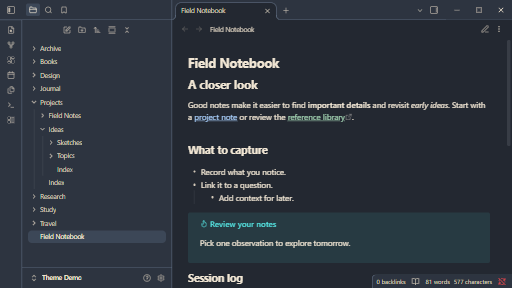 Field Notebook
Field Notebook
Archive
Books
Design
Journal
Projects
Field Notes
Ideas
Sketches
Topics
Index
Index
Research
Study
Travel
Field Notebook
Theme Demo
Field Notebook
A closer look
Good notes make it easier to find important details and revisit early ideas. Start with
a project note or review the reference library.
What to capture
• Record what you notice.
• Link it to a question.
• Add context for later.
Review your notes
Pick one observation to explore tomorrow.
Session log
0 backlinks 81 words 577 characters